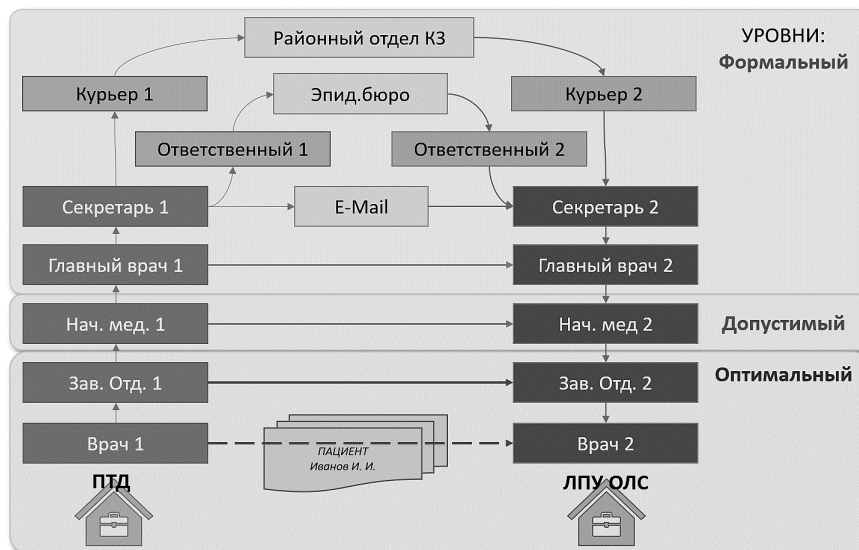 Районный отдел КЗ
УРОВНИ:
Формальный
Курьер 1
Эпид.бюро
Курьер 2
Ответственный 1
Ответственный 2
Секретарь 1
E-Mail
Секретарь 2
Главный врач 1
Главный врач 2
Нач. мед. 1
Нач. мед 2
Допустимый
Зав. Отд. 1
Зав. Отд. 2
Оптимальный
Врач 1
ПАЦИЕНТ
Иванов И. И.
Врач 2
ПТД
ЛПУ ОЛС